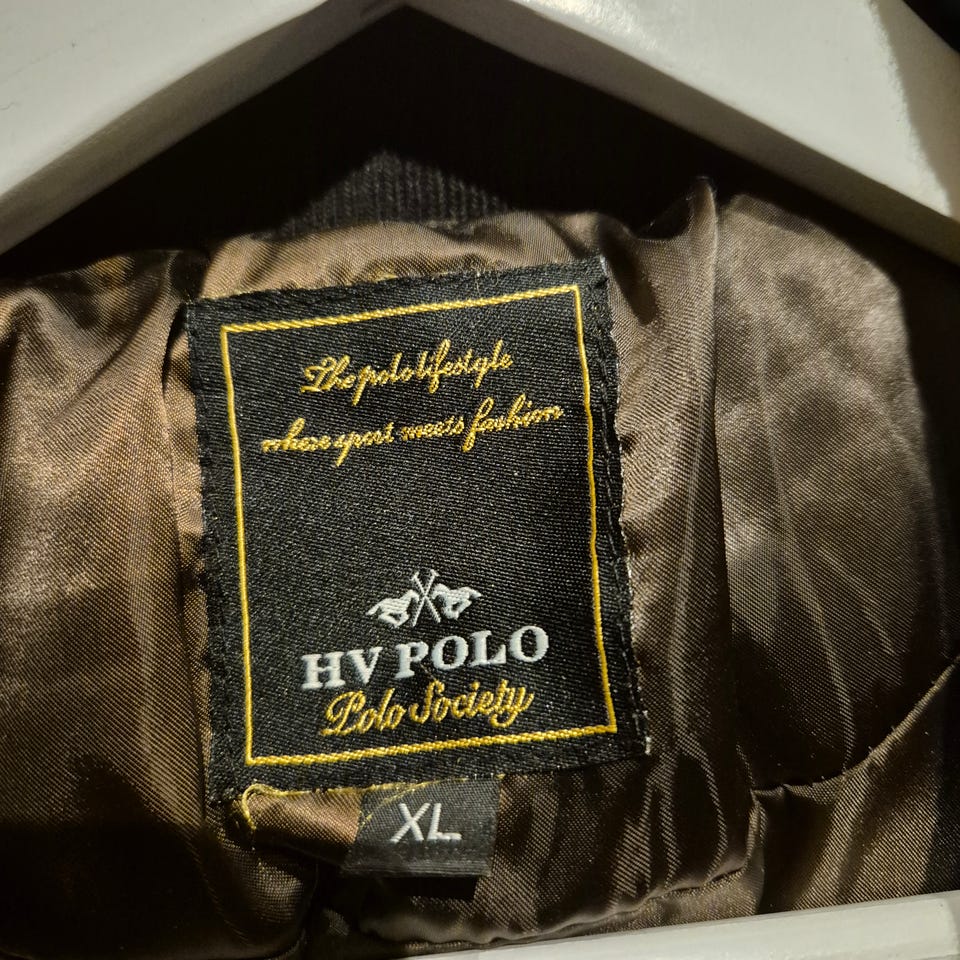 The polo lifestyle
where sport meets fashion
HV POLO
Polo Society
XL